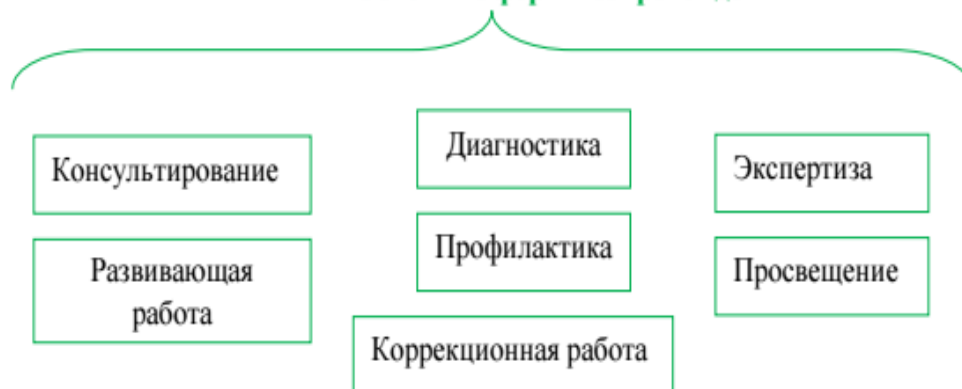 Консультирование
Развивающая
работа
Диагностика
Профилактика
Коррекционная работа
Экспертиза
Просвещение